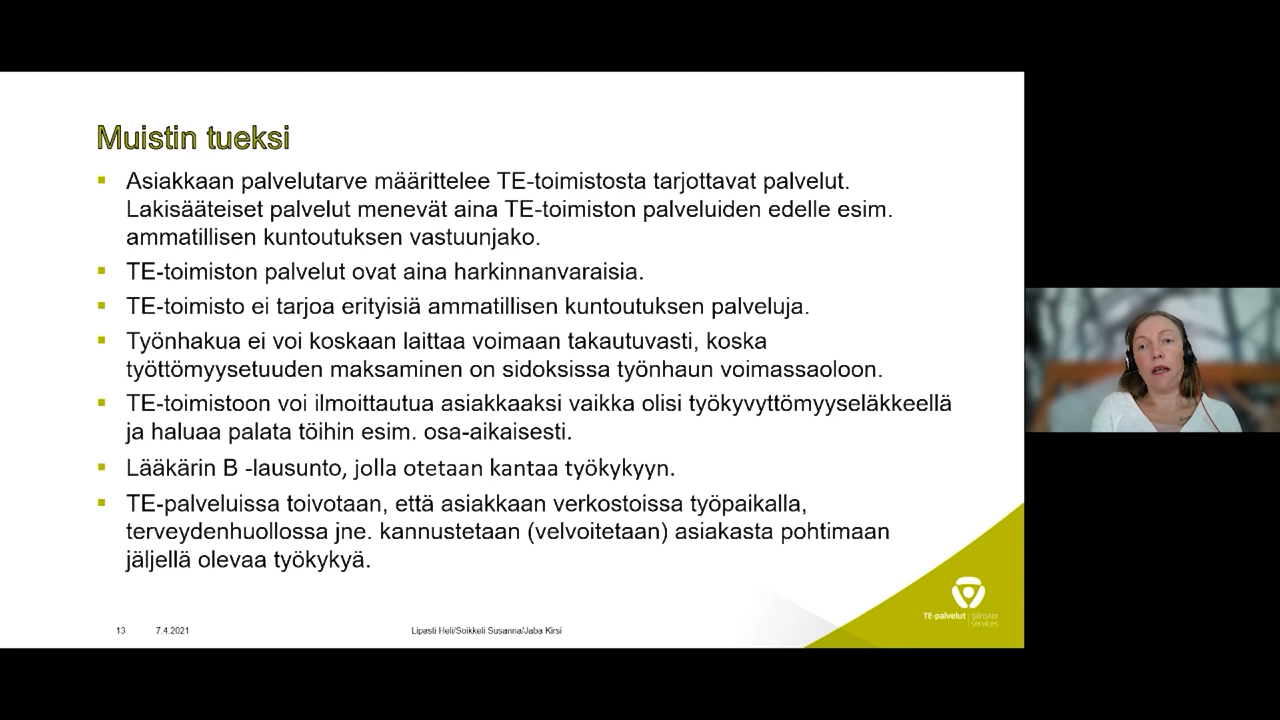 Muistin tueksi
Asiakkaan palvelutarve määrittelee TE-toimistosta tarjottavat palvelut.
Lakisääteiset palvelut menevät aina TE-toimiston palveluiden edelle esim.
ammatillisen kuntoutuksen vastuunjako.
TE-toimiston palvelut ovat aina harkinnanvaraisia.
TE-toimisto ei tarjoa erityisiä ammatillisen kuntoutuksen palveluja.
Työnhakua ei voi koskaan laittaa voimaan takautuvasti, koska
työttömyysetuuden maksaminen on sidoksissa työnhaun voimassaoloon.
TE-toimistoon voi ilmoittautua asiakkaaksi vaikka olisi työkyvyttömyyseläkkeellä
ja haluaa palata töihin esim. osa-aikaisesti.
Lääkärin B -lausunto, jolla otetaan kantaa työkykyyn.
TE-palveluissa toivotaan, että asiakkaan verkostoissa työpaikalla,
terveydenhuollossa jne. kannustetaan (velvoitetaan) asiakasta pohtimaan
jäljellä olevaa työkykyä.
13 7.4.2021 Lipasti Heli/Soikkeli Susanna/Jaba Kirsi
TE-palvelut tjänster
services